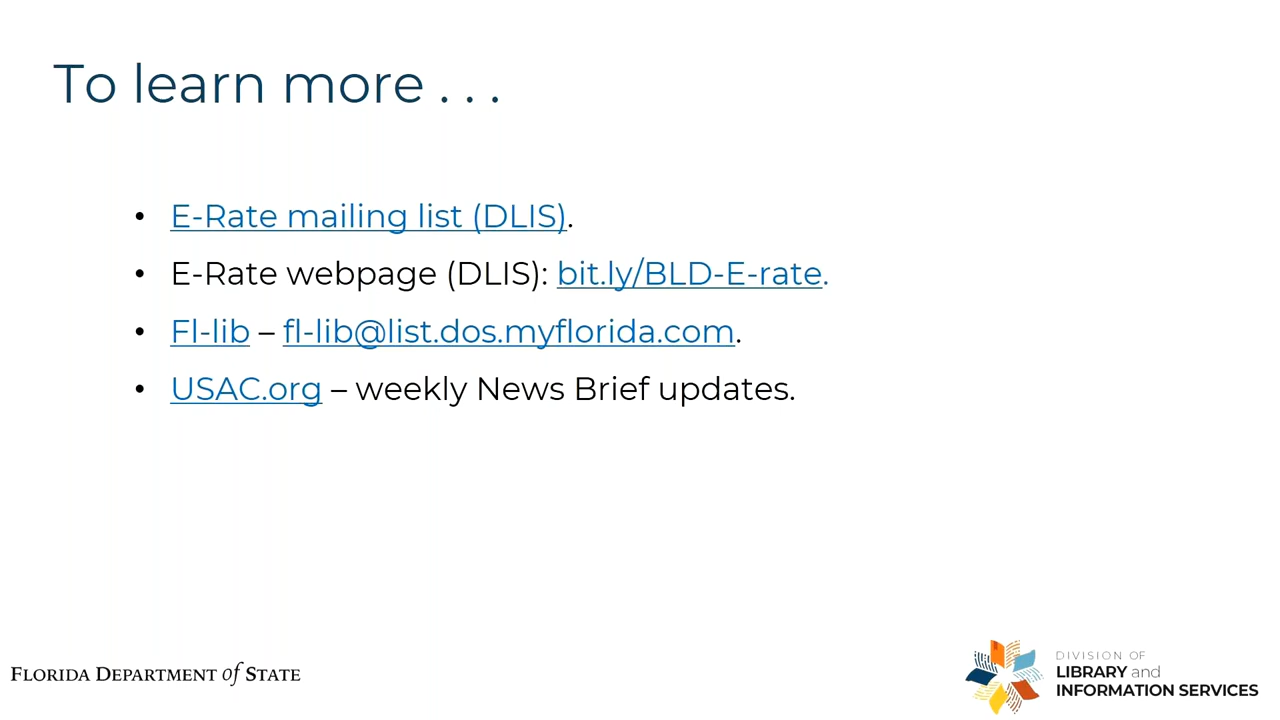 To learn more . . .
• E-Rate mailing list (DLIS).
• E-Rate webpage (DLIS): bit.ly/BLD-E-rate.
• Fl-lib – fl-lib@list.dos.myflorida.com.
• USAC.org – weekly News Brief updates.
FLORIDA DEPARTMENT of STATE
DIVISION OF
LIBRARY and
INFORMATION SERVICES